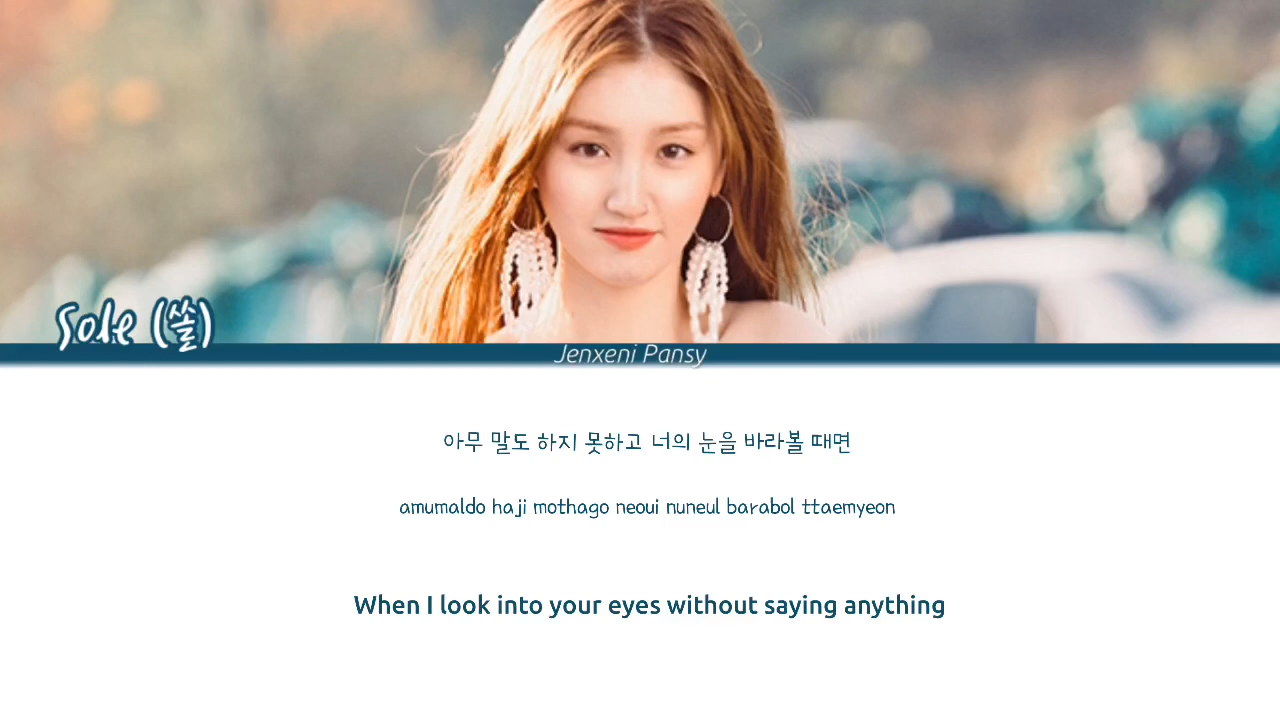 Sole (쏠)
Jenxeni Pansy
아무 말도 하지 못하고 너의 눈을 바라볼 때면
amumaldo haji mothago neoui nuneul barabol ttaemyeon
When I look into your eyes without saying anything